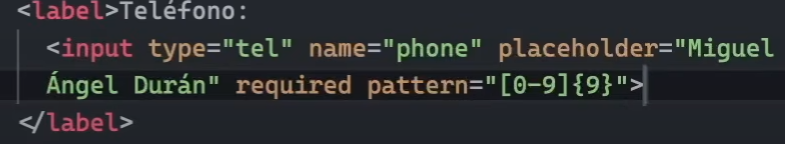 <label>Teléfono:
<input type="tel" name="phone" placeholder="Miguel
Ángel Durán" required pattern="[0-9]{9}">
</label>